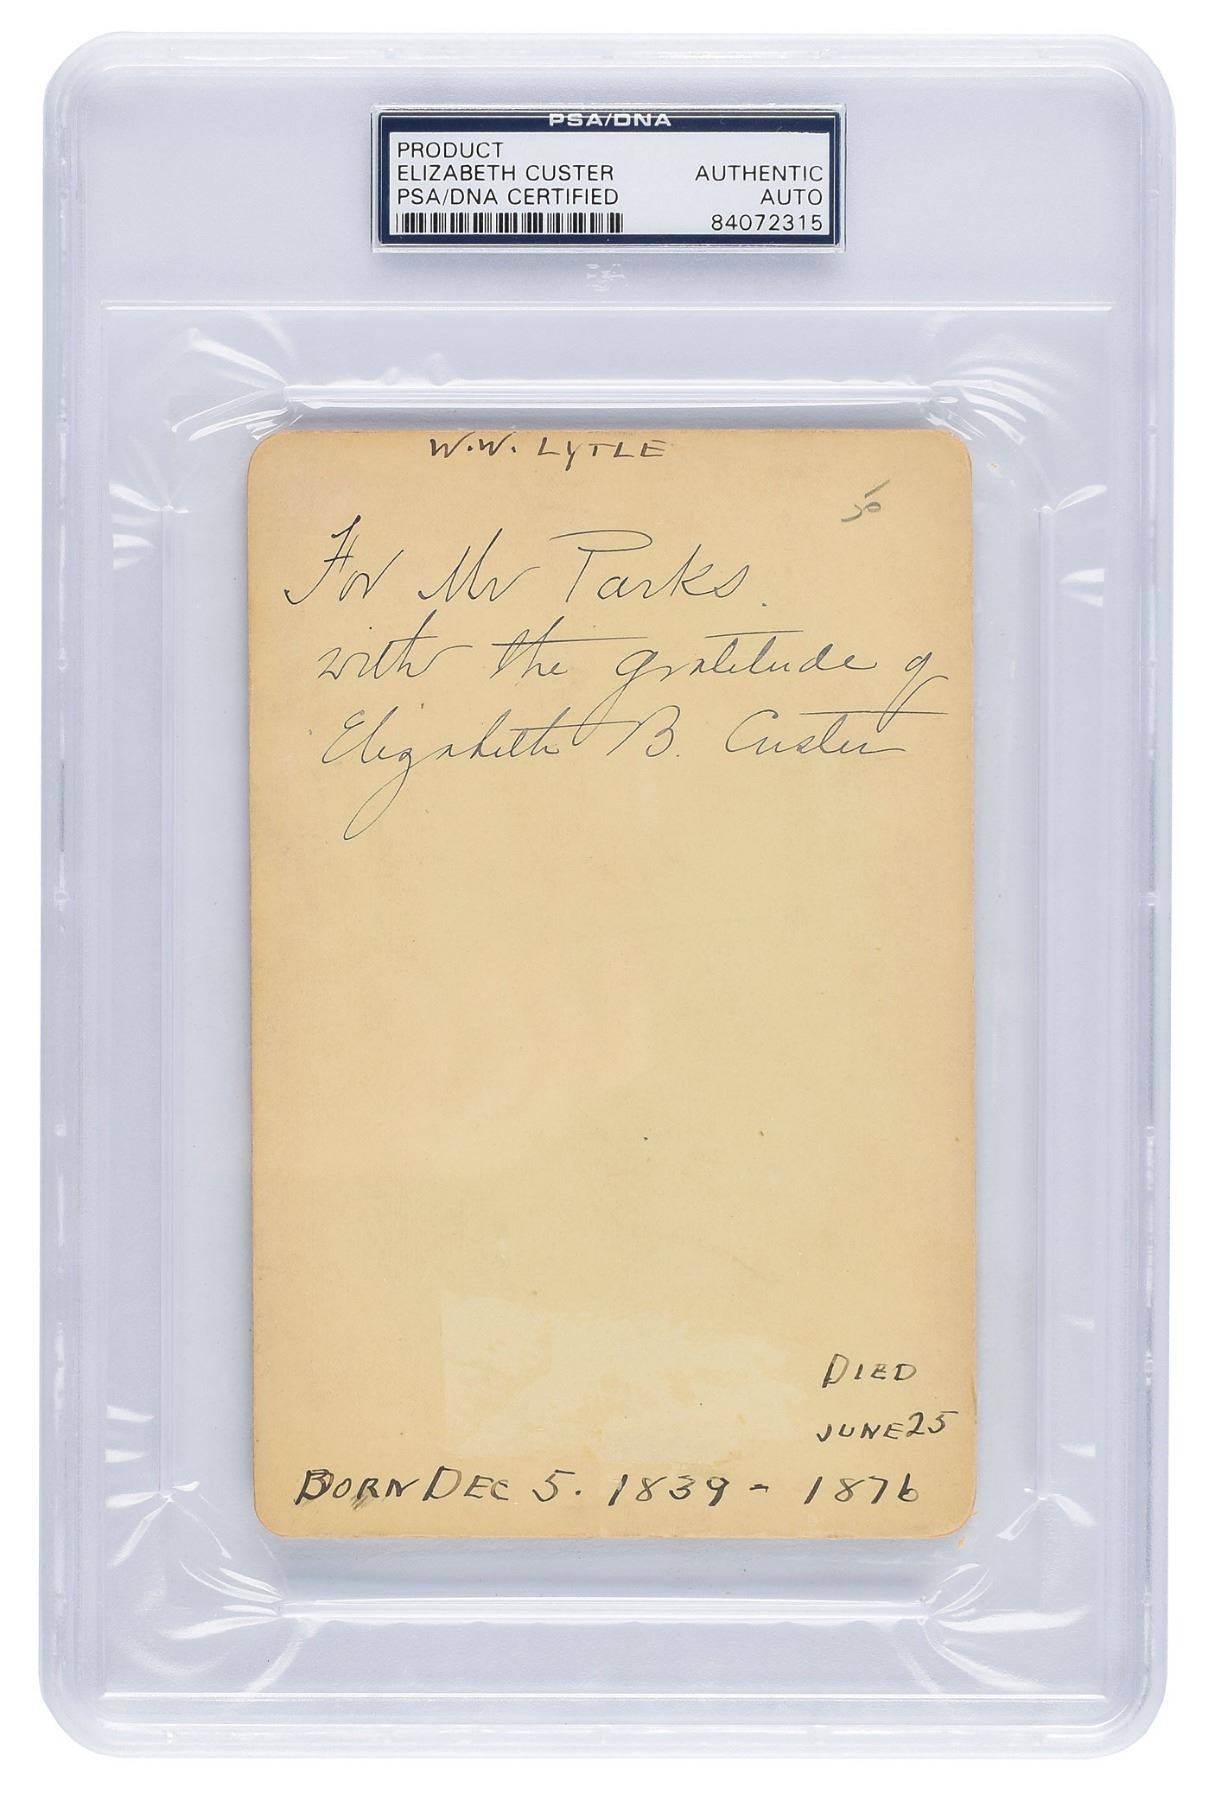 PSA/DNA
PRODUCT
ELIZABETH CUSTER AUTHENTIC
PSA/DNA CERTIFIED AUTO
84072315
W.W. LYTLE
50
For Mr Parks.
with the gratitude of
Elizabeth B. Custer
DIED
JUNE 25
BORN DEC 5. 1839 - 1876